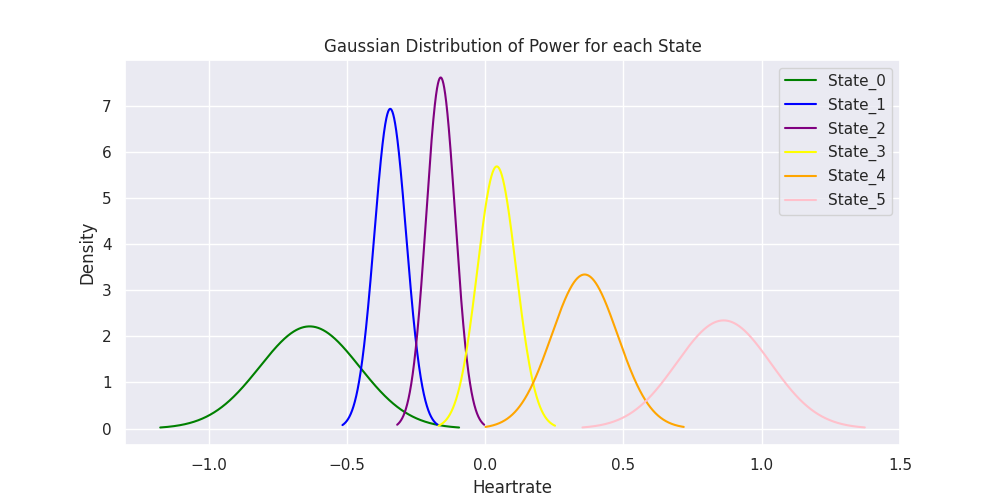 Gaussian Distribution of Power for each State
State_0
State_1
State_2
State_3
State_4
State_5
7
6
5
4
3
2
1
0
Density
−1.0
−0.5
0.0
0.5
1.0
1.5
Heartrate